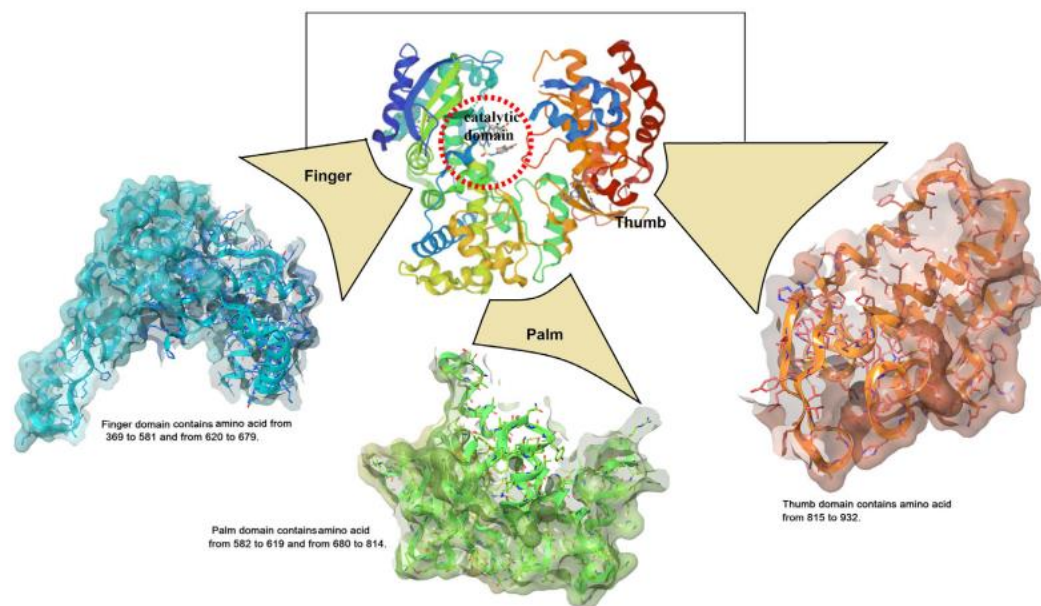 catalytic
domain
Finger
Thumb
Palm
Finger domain contains amino acid from
369 to 581 and from 620 to 679.
Thumb domain contains amino acid
from 815 to 932.
Palm domain contains amino acid
from 582 to 619 and from 680 to 814.